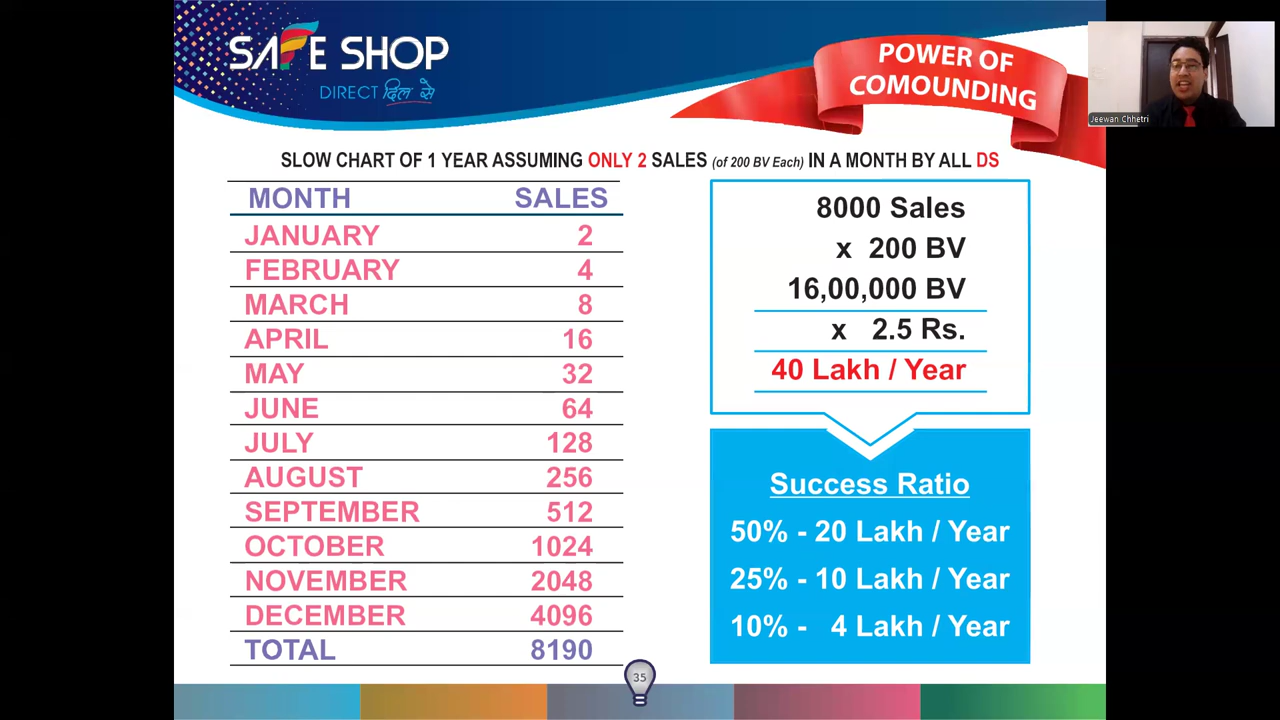 SAFE SHOP
DIRECT दिल से
POWER OF
COMOUNDING
Jeewan Chhetri
SLOW CHART OF 1 YEAR ASSUMING ONLY 2 SALES (of 200 BV Each) IN A MONTH BY ALL DS
MONTH SALES
JANUARY 2
FEBRUARY 4
MARCH 8
APRIL 16
MAY 32
JUNE 64
JULY 128
AUGUST 256
SEPTEMBER 512
OCTOBER 1024
NOVEMBER 2048
DECEMBER 4096
TOTAL 8190
8000 Sales
x 200 BV
16,00,000 BV
x 2.5 Rs.
40 Lakh / Year
Success Ratio
50% - 20 Lakh / Year
25% - 10 Lakh / Year
10% - 4 Lakh / Year
35